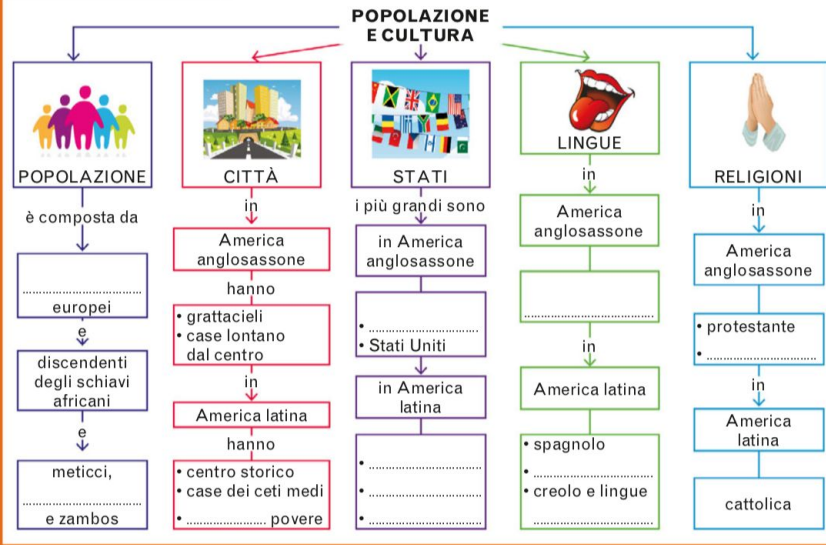 POPOLAZIONE
E CULTURA
POPOLAZIONE
è composta da
....................
europei
e
discendenti
degli schiavi
africani
e
meticci,
....................
e zambos
CITTÀ
in
America
anglosassone
hanno
• grattacieli
• case lontano
dal centro
in
America latina
hanno
• centro storico
• case dei ceti medi
• .................... povere
STATI
i più grandi sono
in America
anglosassone
• ....................
• Stati Uniti
in America
latina
• ....................
• ....................
• ....................
LINGUE
in
America
anglosassone
....................
in
America latina
• spagnolo
• ....................
• creolo e lingue
....................
RELIGIONI
in
America
anglosassone
• protestante
• ....................
in
America
latina
cattolica